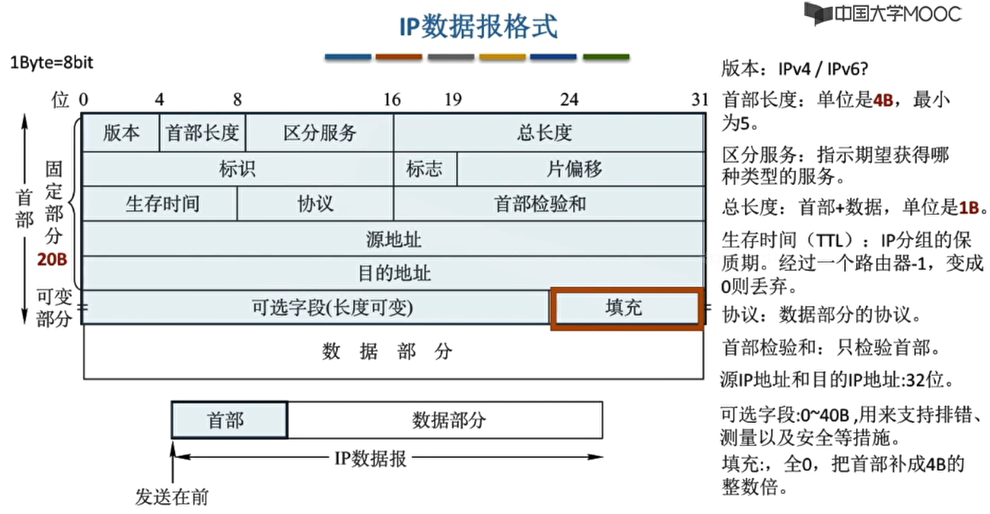 中国大学MOOC
IP数据报格式
1Byte=8bit
位 0 4 8 16 19 24 31
版本 首部长度 区分服务 总长度
标识 标志 片偏移
生存时间 协议 首部检验和
源地址
目的地址
可选字段(长度可变) 填充
数据部分
首部
固定部分
20B
可变
部分
首部 数据部分
IP数据报
发送在前
版本：IPv4 / IPv6?
首部长度：单位是4B，最小
为5。
区分服务：指示期望获得哪
种类型的服务。
总长度：首部+数据，单位是1B。
生存时间（TTL）：IP分组的保
质期。经过一个路由器-1，变成
0则丢弃。
协议：数据部分的协议。
首部检验和：只检验首部。
源IP地址和目的IP地址:32位。
可选字段:0~40B ,用来支持排错、
测量以及安全等措施。
填充:，全0，把首部补成4B的
整数倍。